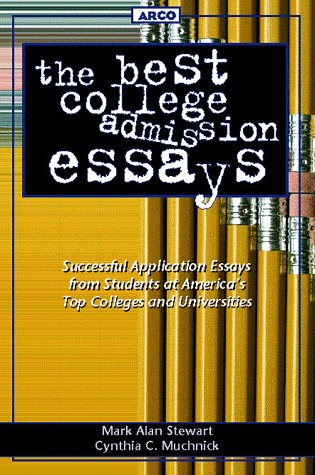 ARCO
the best
college
admission
essays
Successful Application Essays
from Students at America's
Top Colleges and Universities
Mark Alan Stewart
Cynthia C. Muchnick